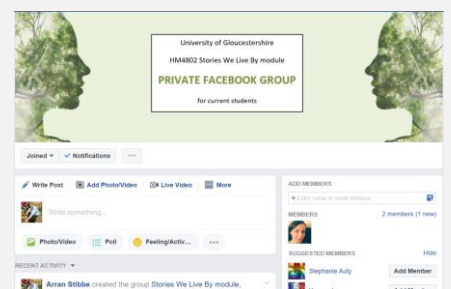 University of Gloucestershire
HM4802 Stories We Live By module
PRIVATE FACEBOOK GROUP
for current students
Joined
Notifications
Write Post
Add Photo/Video
Live Video
More
Write something...
Photo/Video
Poll
Feeling/Activ...
RECENT ACTIVITY
Arran Stibbe created the group Stories We Live By module,
ADD MEMBERS
+ Enter name or email address
MEMBERS
2 members (1 new)
SUGGESTED MEMBERS
Hide
Stephanie Auty
Add Member